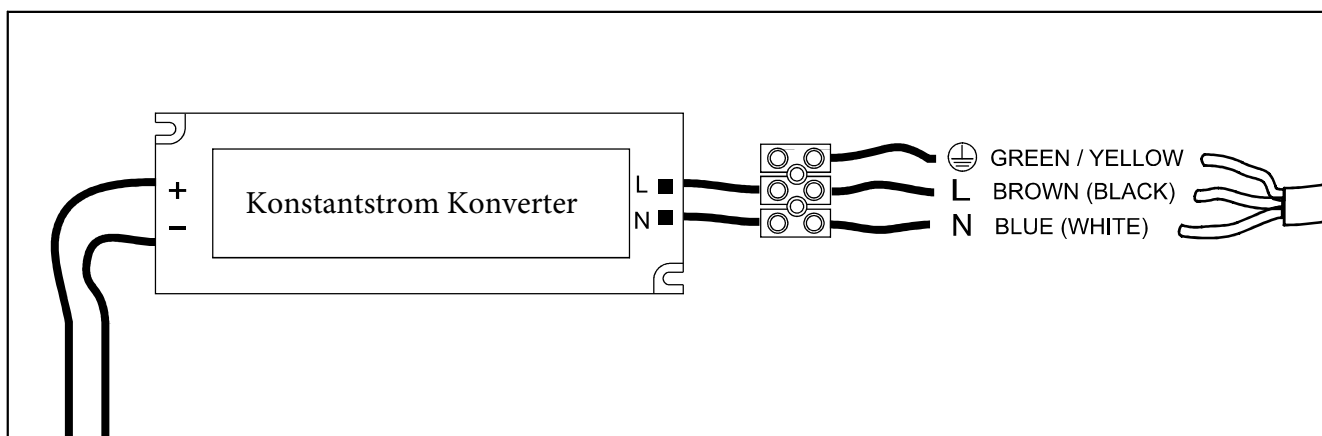 +
−
Konstantstrom Konverter
L
N
GREEN / YELLOW
L BROWN (BLACK)
N BLUE (WHITE)